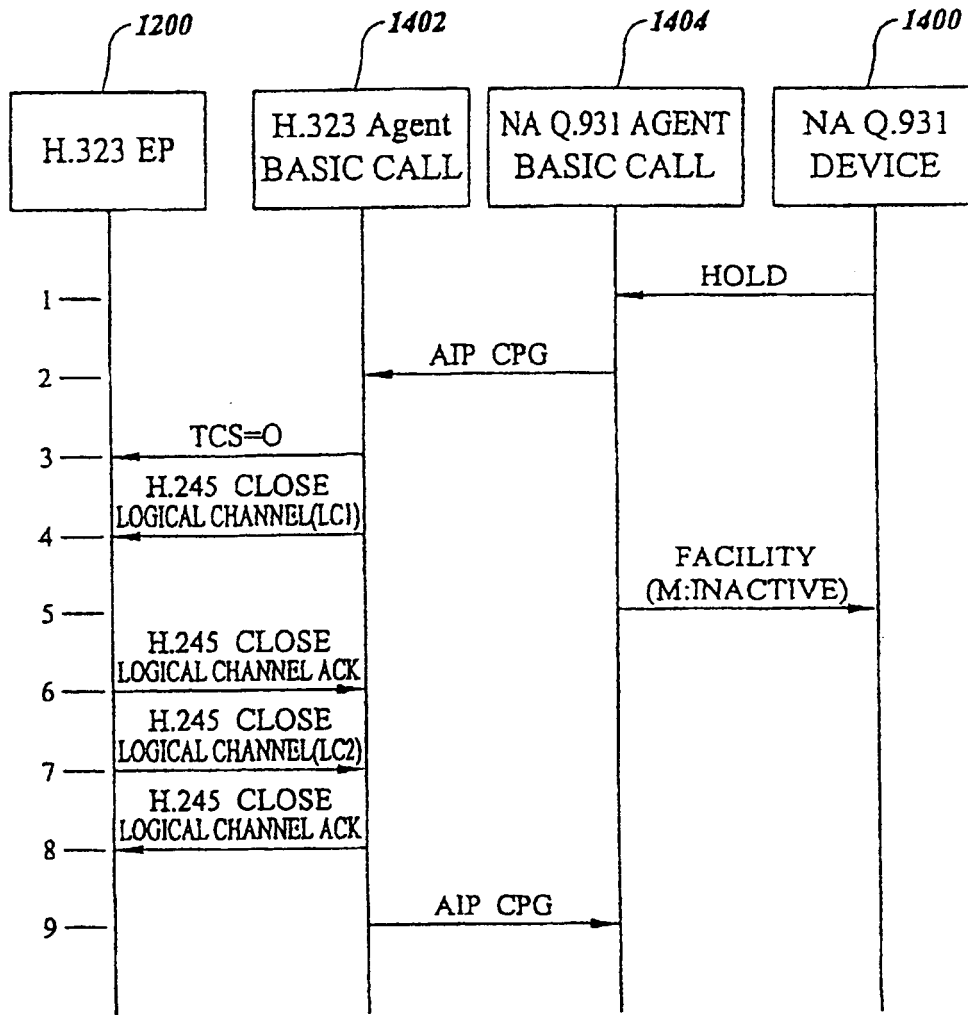 1200
1402
1404
1400
H.323 EP
H.323 Agent
BASIC CALL
NA Q.931 AGENT
BASIC CALL
NA Q.931
DEVICE
HOLD
1
AIP CPG
2
TCS=O
3
H.245 CLOSE
LOGICAL CHANNEL(LC1)
4
FACILITY
(M:INACTIVE)
5
H.245 CLOSE
LOGICAL CHANNEL ACK
6
H.245 CLOSE
LOGICAL CHANNEL(LC2)
7
H.245 CLOSE
LOGICAL CHANNEL ACK
8
AIP CPG
9